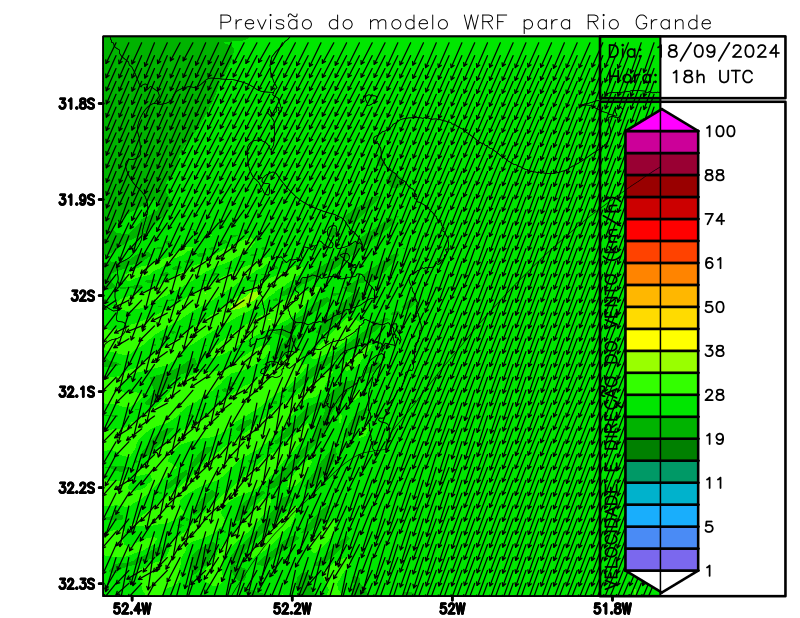 Previsão do modelo WRF para Rio Grande
Dia: 18/09/2024
Hora: 18h UTC
31.8S
31.9S
32S
32.1S
32.2S
32.3S
52.4W
52.2W
52W
51.8W
VELOCIDADE E DIREÇÃO DO VENTO (km/h)
100
88
74
61
50
38
28
19
11
5
1